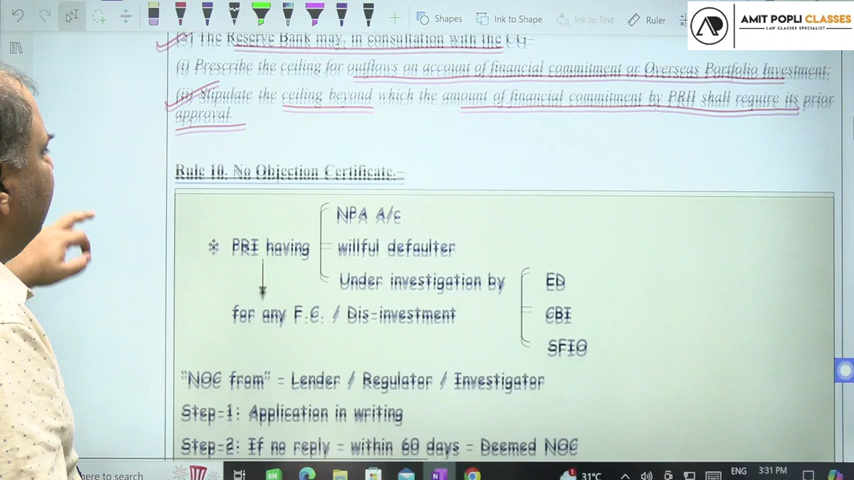 Shapes Ink to Shape Ink to Text Ruler
AMIT POPLI CLASSES
LAW CLASSES SPECIALIST
The Reserve Bank may, in consultation with the CG
(i) Prescribe the ceiling for outflows on account of financial commitment or Overseas Portfolio Investment;
(ii) Stipulate the ceiling beyond which the amount of financial commitment by PRII shall require its prior
approval.
Rule 10. No Objection Certificate.-
NPA A/c
PRI having willful defaulter
Under investigation by ED
for any F.C. / Dis-investment CBI
SFIO
"NOC from" = Lender / Regulator / Investigator
Step-1: Application in writing
Step-2: If no reply = within 60 days = Deemed NOC
here to search 31°C ENG 3:31 PM